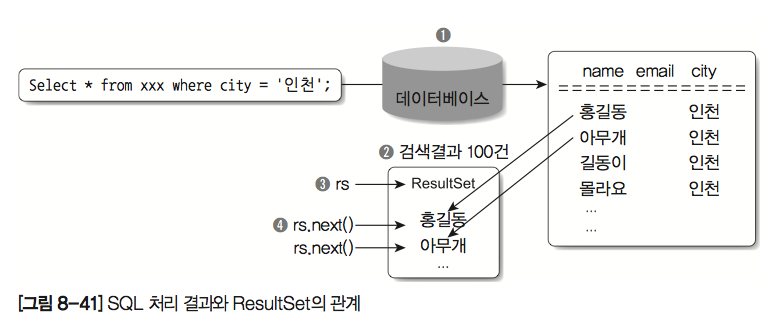 ❶
Select * from xxx where city = '인천';
데이터베이스
name email city
====================
홍길동 인천
아무개 인천
길동이 인천
몰라요 인천
...
...
❷ 검색결과 100건
❸ rs
ResultSet
❹ rs.next()
홍길동
rs.next()
아무개
...
[그림 8-41] SQL 처리 결과와 ResultSet의 관계